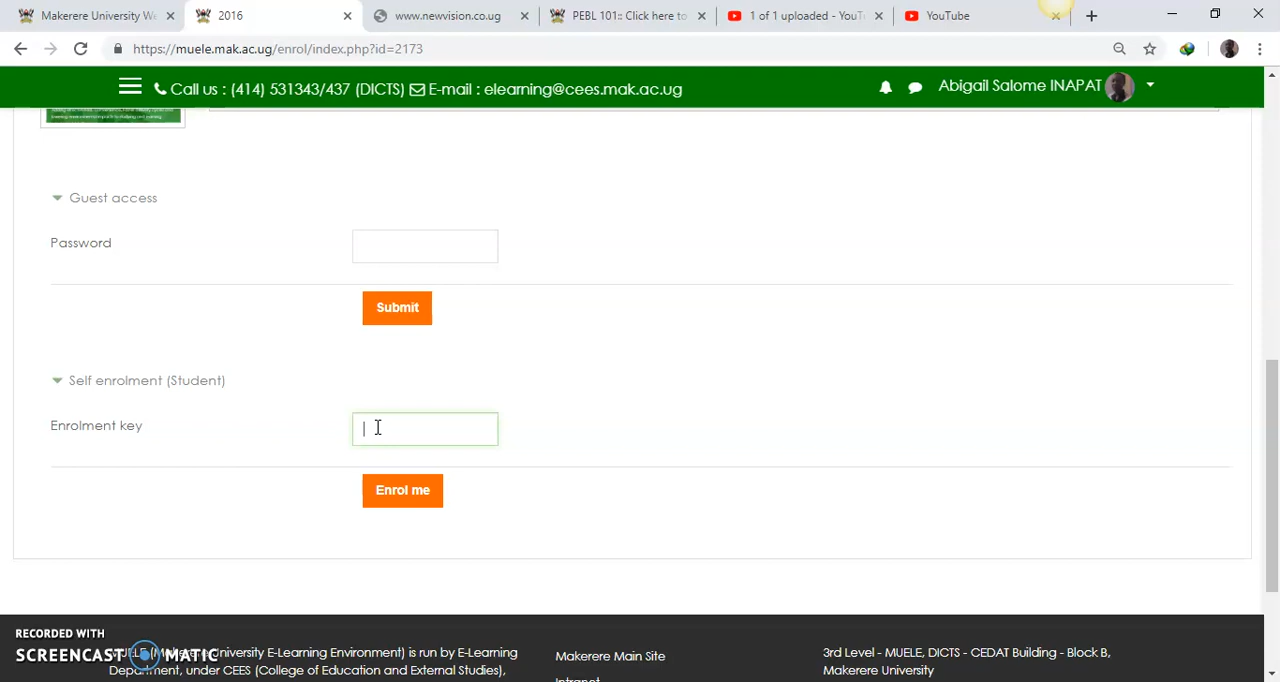 Makerere University We
2016
www.newvision.co.ug
PEBL 101:: Click here to
1 of 1 uploaded - YouT
YouTube
https://muele.mak.ac.ug/enrol/index.php?id=2173
Call us : (414) 531343/437 (DICTS) E-mail : elearning@cees.mak.ac.ug
Abigail Salome INAPAT
Guest access
Password
Submit
Self enrolment (Student)
Enrolment key
Enrol me
RECORDED WITH
SCREENCAST MATIC
MUELE (Makerere University E-Learning Environment) is run by E-Learning
Department, under CEES (College of Education and External Studies),
Makerere Main Site
Intranet
3rd Level - MUELE, DICTS - CEDAT Building - Block B,
Makerere University